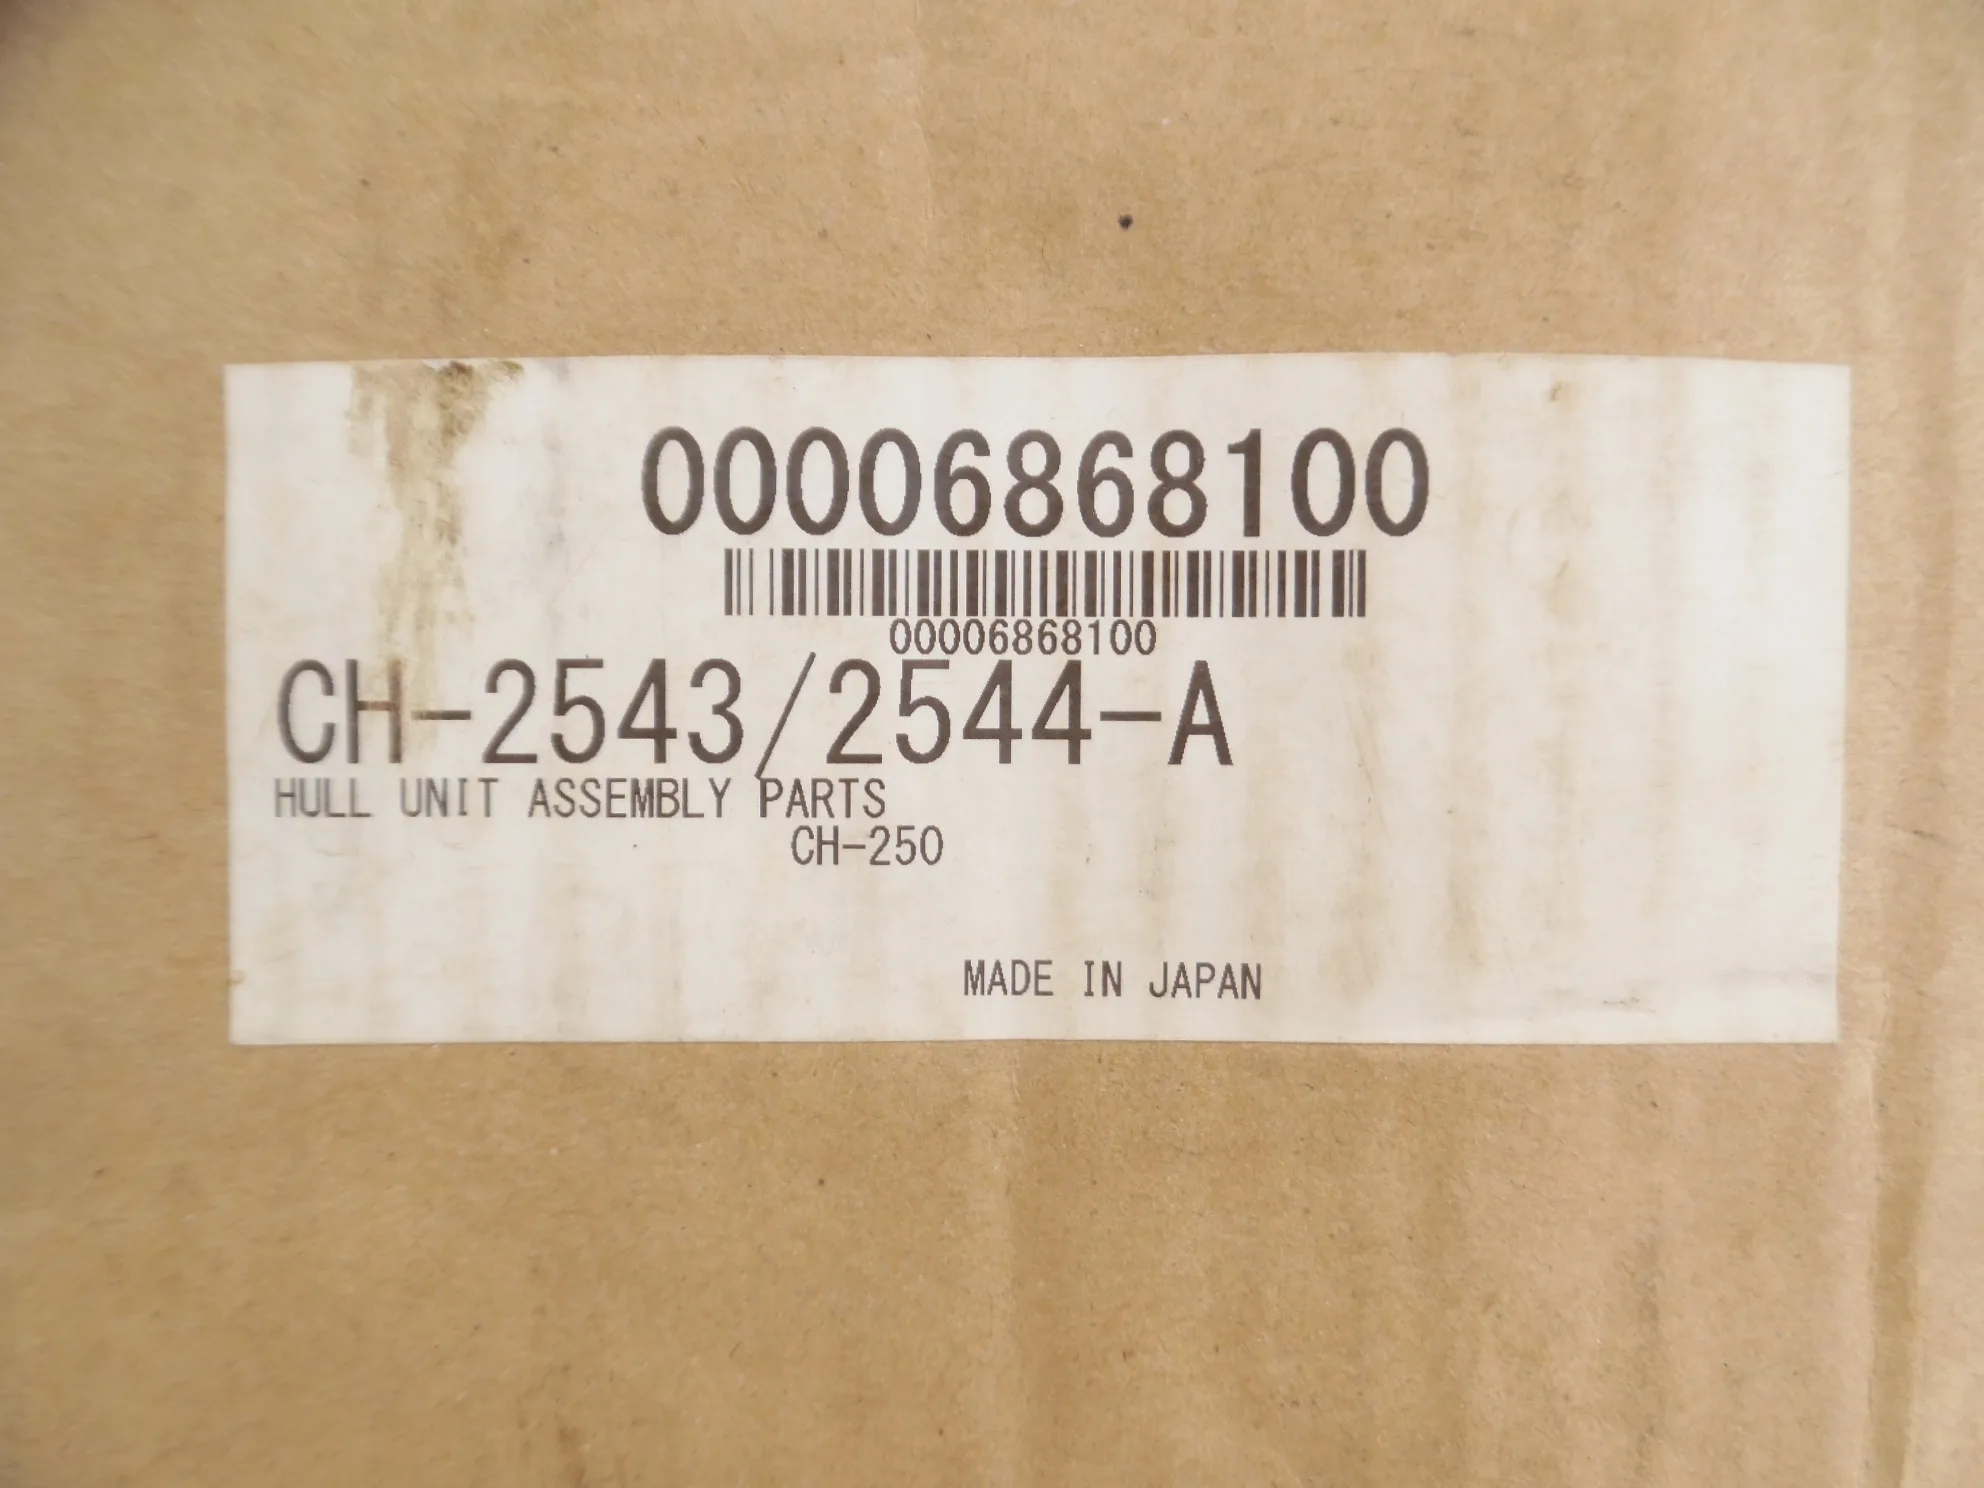 00006868100
00006868100
CH-2543/2544-A
HULL UNIT ASSEMBLY PARTS
CH-250
MADE IN JAPAN